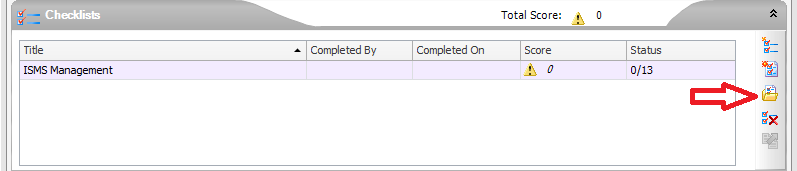 Checklists Total Score: 0
Title Completed By Completed On Score Status
ISMS Management 0 0/13